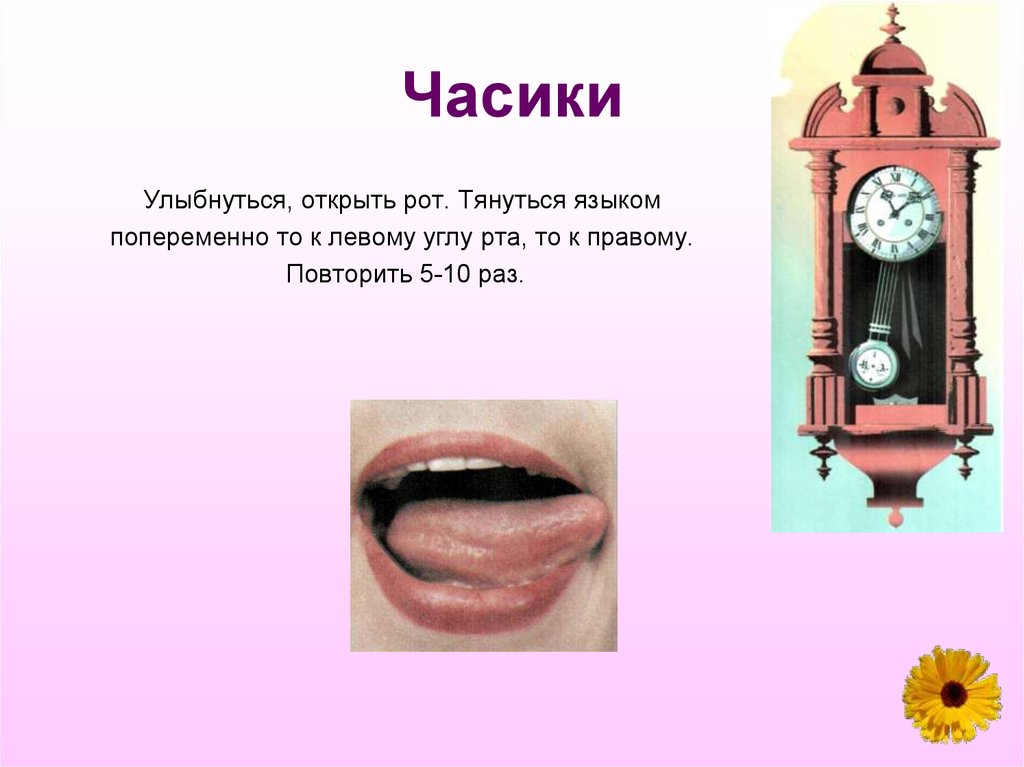 Часики
Улыбнуться, открыть рот. Тянуться языком
попеременно то к левому углу рта, то к правому.
Повторить 5-10 раз.